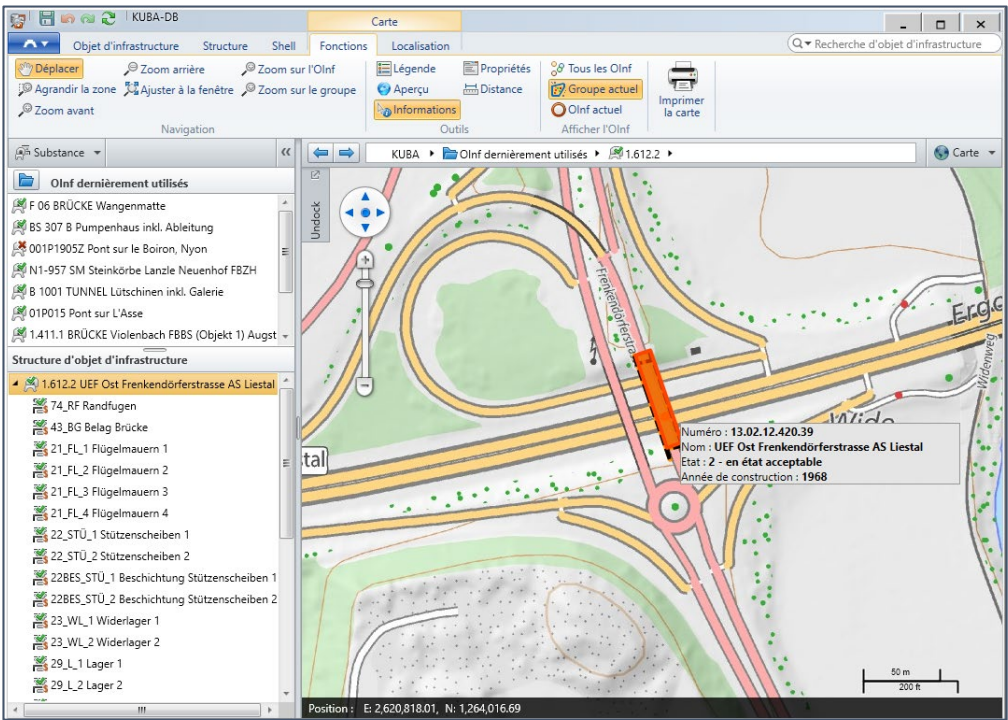 KUBA-DB
Carte
Objet d'infrastructure Structure Shell Fonctions Localisation
Recherche d'objet d'infrastructure
Déplacer Zoom arrière Zoom sur l'OInf
Agrandir la zone Ajuster à la fenêtre Zoom sur le groupe
Zoom avant
Navigation
Légende Propriétés
Aperçu Distance
Informations
Outils
Tous les OInf
Groupe actuel
OInf actuel
Afficher l'OInf
Imprimer
la carte
Substance
KUBA OInf dernièrement utilisés 1.612.2
Carte
OInf dernièrement utilisés
F 06 BRÜCKE Wangenmatte
BS 307 B Pumpenhaus inkl. Ableitung
001P1905Z Pont sur le Boiron, Nyon
N1-957 SM Steinkörbe Lanzle Neuenhof FBZH
B 1001 TUNNEL Lütschinen inkl. Galerie
01P015 Pont sur L'Asse
1.411.1 BRÜCKE Violenbach FBBS (Objekt 1) Augst
Structure d'objet d'infrastructure
1.612.2 UEF Ost Frenkendörferstrasse AS Liestal
74_RF Randfugen
43_BG Belag Brücke
21_FL_1 Flügelmauern 1
21_FL_2 Flügelmauern 2
21_FL_3 Flügelmauern 3
21_FL_4 Flügelmauern 4
22_STÜ_1 Stützenscheiben 1
22_STÜ_2 Stützenscheiben 2
22BES_STÜ_1 Beschichtung Stützenscheiben 1
22BES_STÜ_2 Beschichtung Stützenscheiben 2
23_WL_1 Widerlager 1
23_WL_2 Widerlager 2
29_L_1 Lager 1
29_L_2 Lager 2
Undock
Frenkendörferstra
Ergo
Widenweg
Wide
stal
Numéro : 13.02.12.420.39
Nom : UEF Ost Frenkendörferstrasse AS Liestal
Etat : 2 - en état acceptable
Année de construction : 1968
50 m
200 ft
Position : E: 2,620,818.01, N: 1,264,016.69